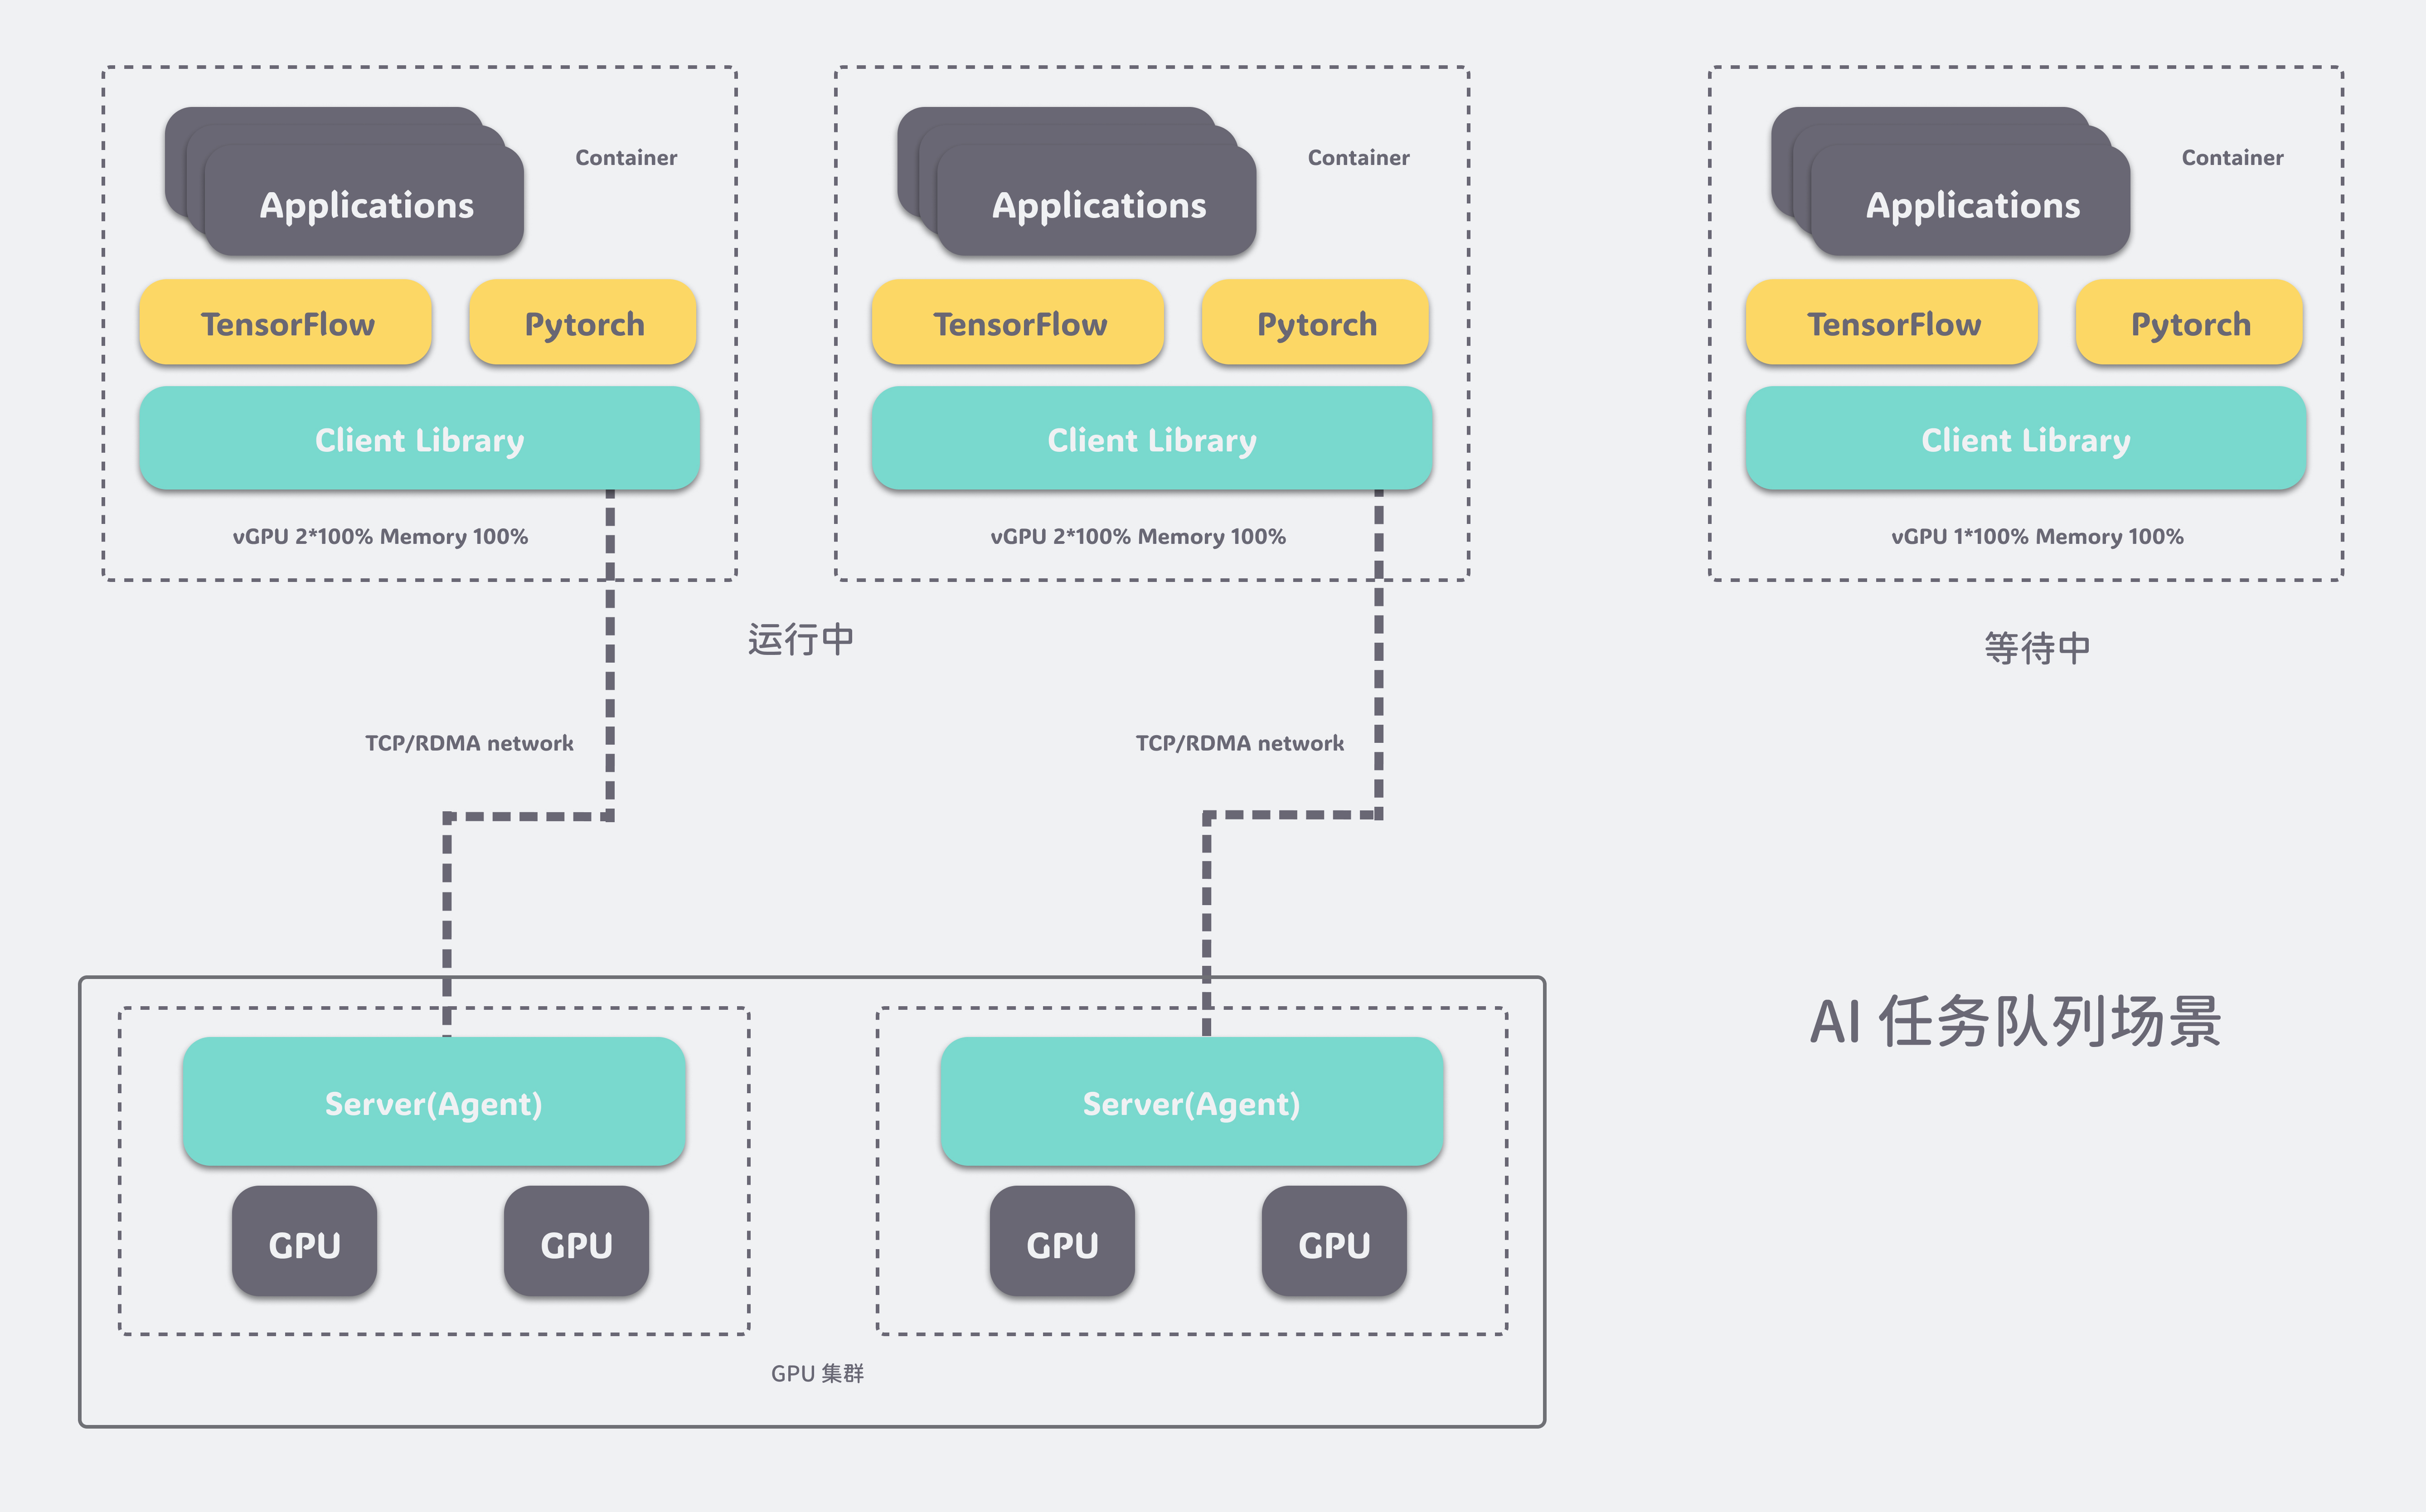 Container
Applications
TensorFlow
Pytorch
Client Library
vGPU 2*100% Memory 100%
Container
Applications
TensorFlow
Pytorch
Client Library
vGPU 2*100% Memory 100%
Container
Applications
TensorFlow
Pytorch
Client Library
vGPU 1*100% Memory 100%
运行中
等待中
TCP/RDMA network
TCP/RDMA network
AI 任务队列场景
Server(Agent)
GPU
GPU
Server(Agent)
GPU
GPU
GPU 集群